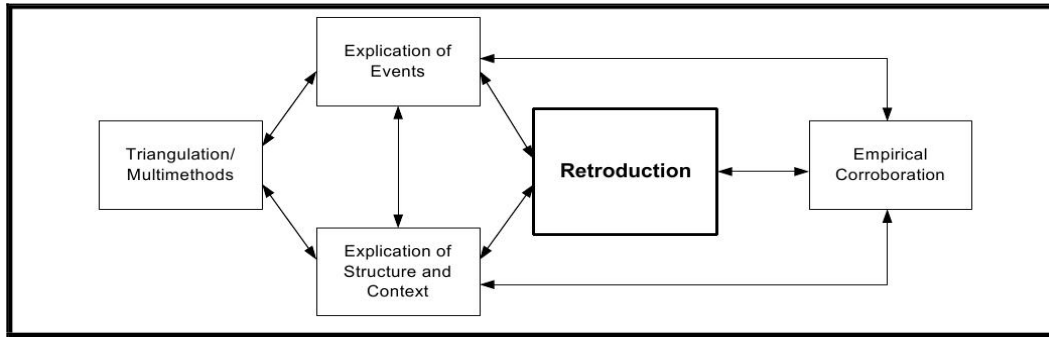 Explication of
Events
Triangulation/
Multimethods
Retroduction
Empirical
Corroboration
Explication of
Structure and
Context